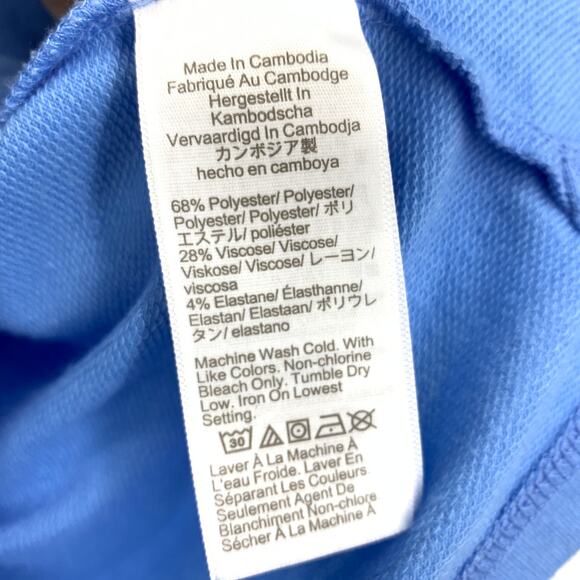 Made In Cambodia
Fabriqué Au Cambodge
Hergestellt In
Kambodscha
Vervaardigd In Cambodja
カンボジア製
hecho en camboya
68% Polyester/ Polyester/
Polyester/ Polyester/ ポリ
エステル/ poliéster
28% Viscose/ Viscose/
Viskose/ Viscose/ レーヨン/
viscosa
4% Elastane/ Élasthanne/
Elastan/ Elastaan/ ポリウレ
タン/ elastano
Machine Wash Cold. With
Like Colors. Non-chlorine
Bleach Only. Tumble Dry
Low. Iron On Lowest
Setting.
30
Laver À La Machine À
L'eau Froide. Laver En
Séparant Les Couleurs.
Seulement Agent De
Blanchiment Non-chlore.
Sécher À La Machine À